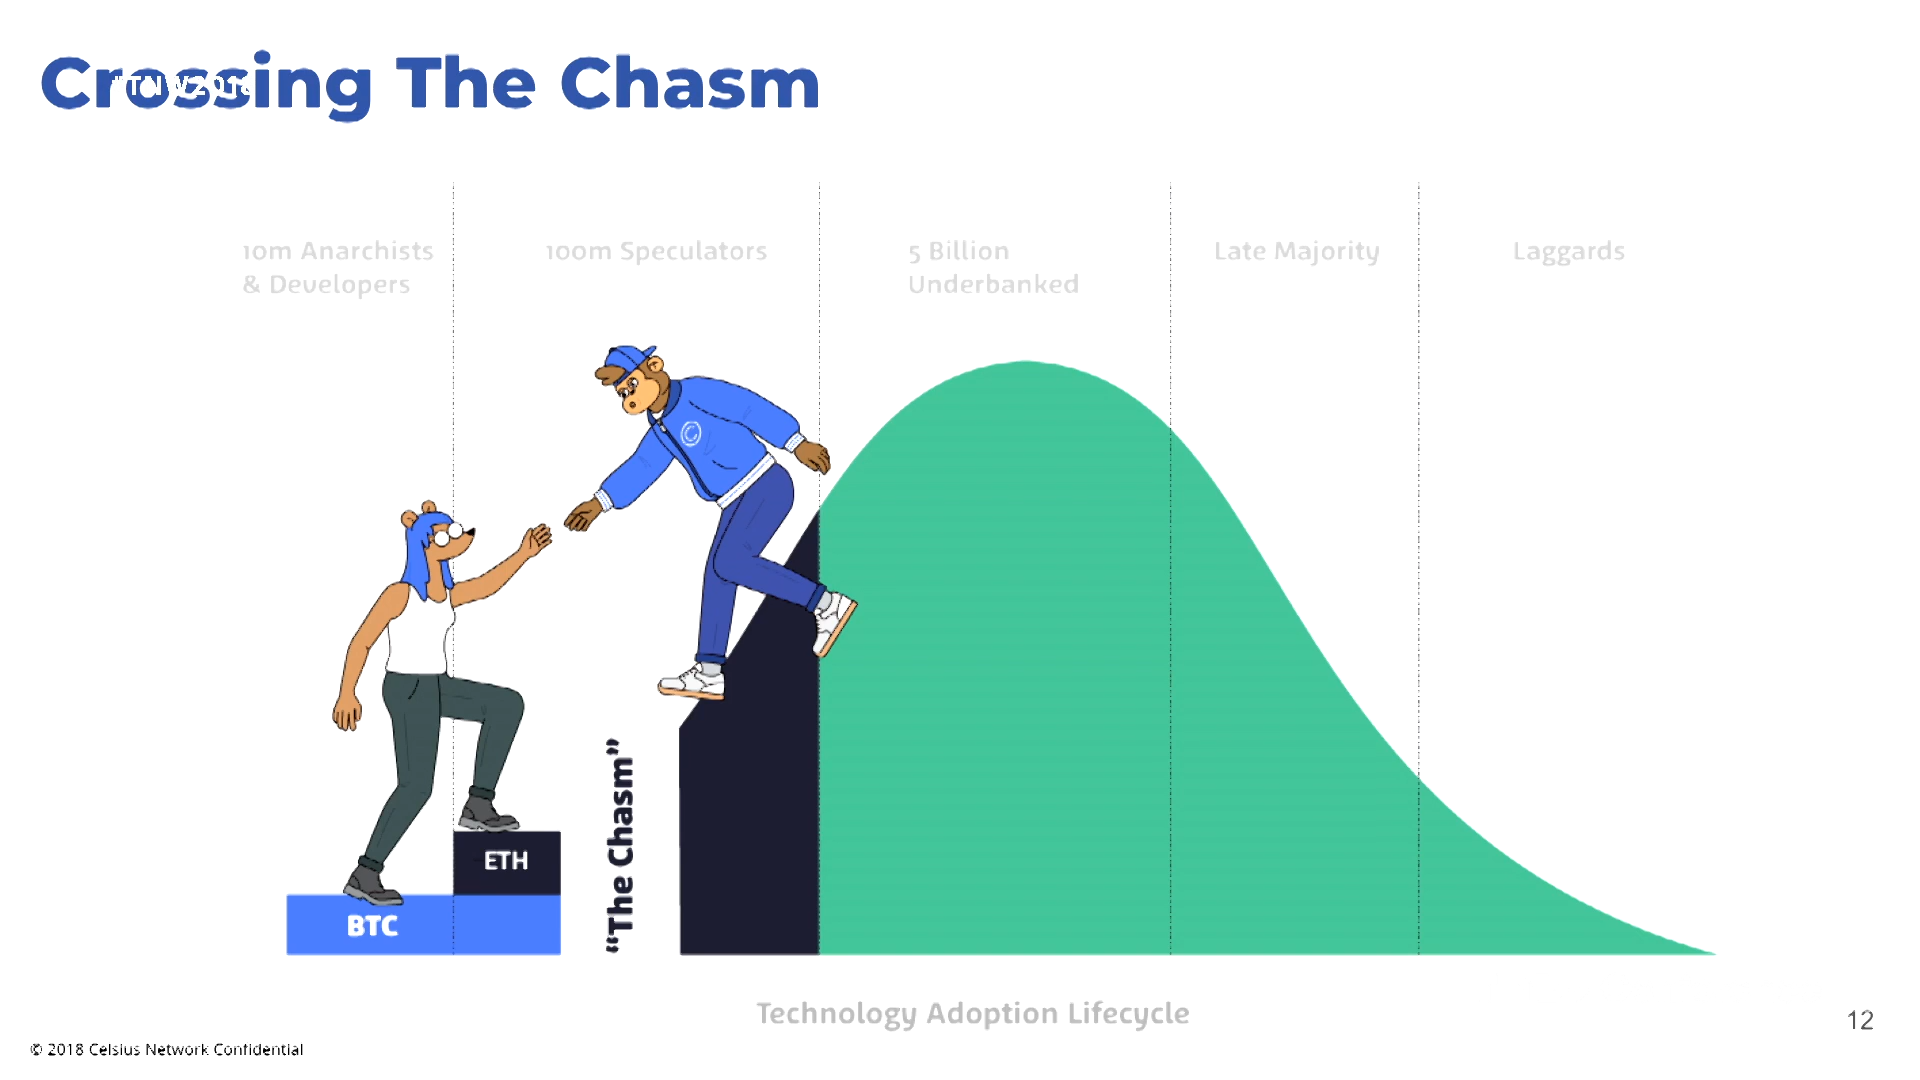 Crossing The Chasm
#TNW2018
10m Anarchists
& Developers
100m Speculators
5 Billion
Underbanked
Late Majority
Laggards
ETH
BTC
“The Chasm”
Technology Adoption Lifecycle
12
© 2018 Celsius Network Confidential